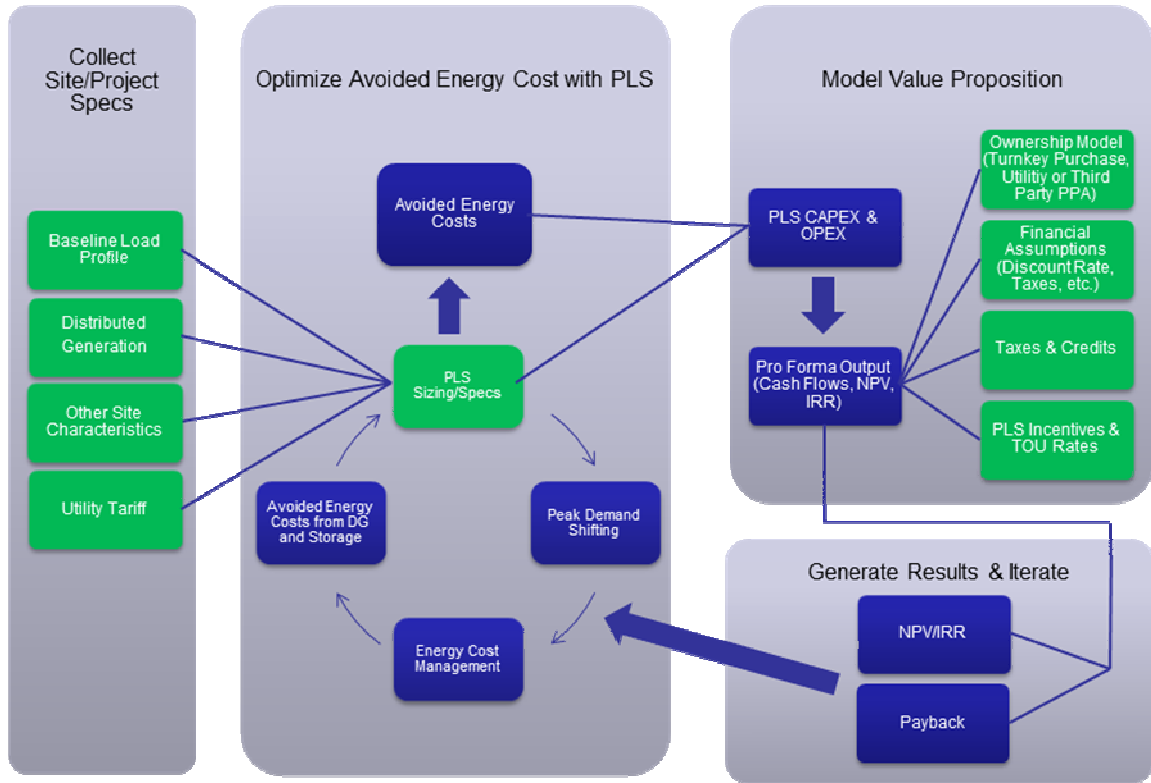 Collect
Site/Project
Specs
Baseline Load
Profile
Distributed
Generation
Other Site
Characteristics
Utility Tariff
Optimize Avoided Energy Cost with PLS
Avoided Energy
Costs
PLS
Sizing/Specs
Avoided Energy
Costs from DG
and Storage
Peak Demand
Shifting
Energy Cost
Management
Model Value Proposition
PLS CAPEX &
OPEX
Pro Forma Output
(Cash Flows, NPV,
IRR)
Ownership Model
(Turnkey Purchase,
Utilitiy or Third
Party PPA)
Financial
Assumptions
(Discount Rate,
Taxes, etc.)
Taxes & Credits
PLS Incentives &
TOU Rates
Generate Results & Iterate
NPV/IRR
Payback